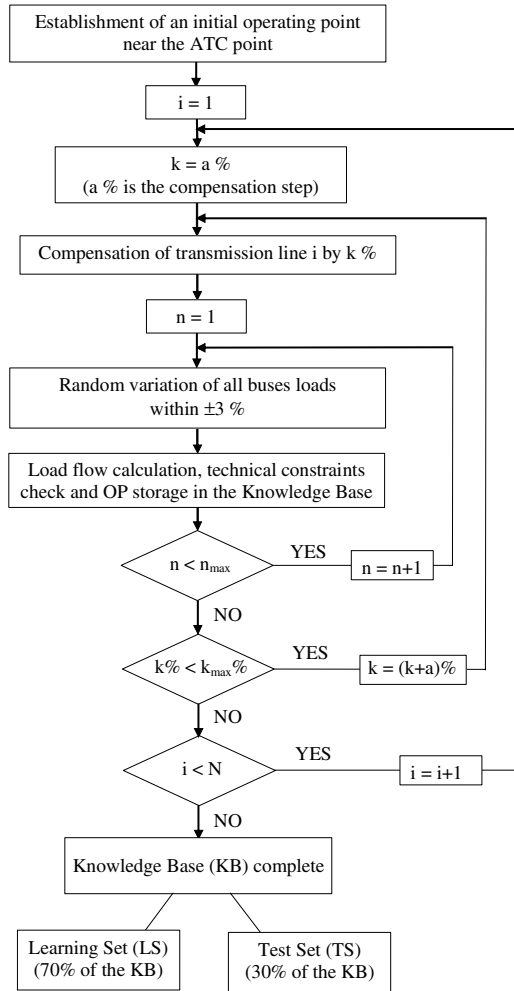 Establishment of an initial operating point
near the ATC point
i = 1
k = a %
(a % is the compensation step)
Compensation of transmission line i by k %
n = 1
Random variation of all buses loads
within ±3 %
Load flow calculation, technical constraints
check and OP storage in the Knowledge Base
n < nmax
YES
n = n+1
NO
k% < kmax%
YES
k = (k+a)%
NO
i < N
YES
i = i+1
NO
Knowledge Base (KB) complete
Learning Set (LS)
(70% of the KB)
Test Set (TS)
(30% of the KB)